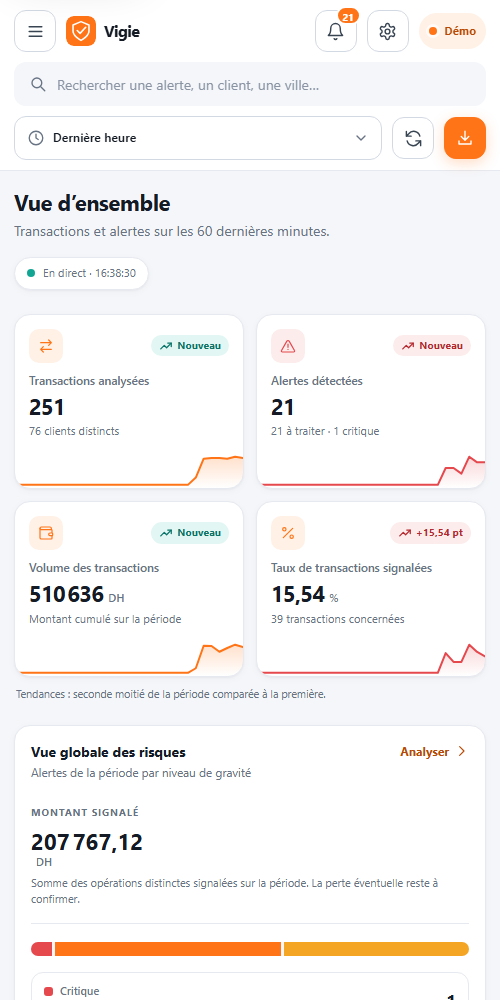 Vigie
21
Démo
Rechercher une alerte, un client, une ville...
Dernière heure
Vue d’ensemble
Transactions et alertes sur les 60 dernières minutes.
En direct · 16:38:30
Nouveau
Transactions analysées
251
76 clients distincts
Nouveau
Alertes détectées
21
21 à traiter · 1 critique
Nouveau
Volume des transactions
510 636 DH
Montant cumulé sur la période
+15,54 pt
Taux de transactions signalées
15,54 %
39 transactions concernées
Tendances : seconde moitié de la période comparée à la première.
Vue globale des risques
Analyser
Alertes de la période par niveau de gravité
MONTANT SIGNALÉ
207 767,12
DH
Somme des opérations distinctes signalées sur la période. La perte éventuelle reste à
confirmer.
Critique
1